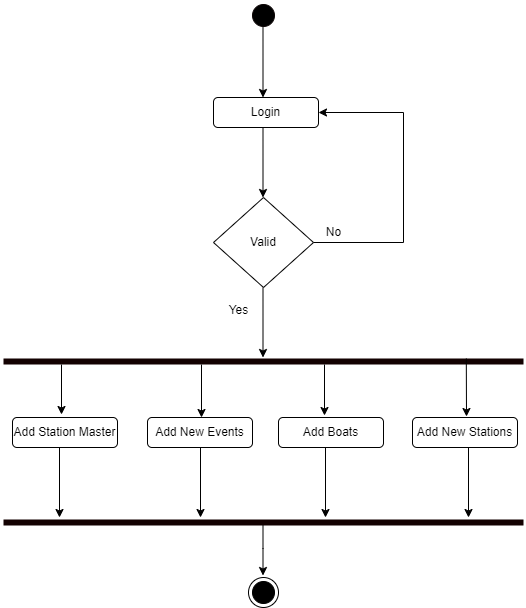 Login
Valid
No
Yes
Add Station Master
Add New Events
Add Boats
Add New Stations